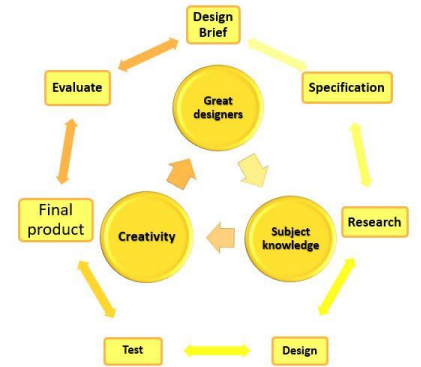 Design
Brief
Evaluate
Specification
Great
designers
Final
product
Creativity
Subject
knowledge
Research
Test
Design